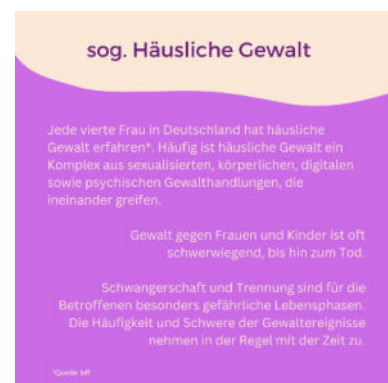 sog. Häusliche Gewalt
Jede vierte Frau in Deutschland hat häusliche
Gewalt erfahren*. Häufig ist häusliche Gewalt ein
Komplex aus sexualisierten, körperlichen, digitalen
sowie psychischen Gewalthandlungen, die
ineinander greifen.
Gewalt gegen Frauen und Kinder ist oft
schwerwiegend, bis hin zum Tod.
Schwangerschaft und Trennung sind für die
Betroffenen besonders gefährliche Lebensphasen.
Die Häufigkeit und Schwere der Gewaltereignisse
nehmen in der Regel mit der Zeit zu.
*Quelle: bff